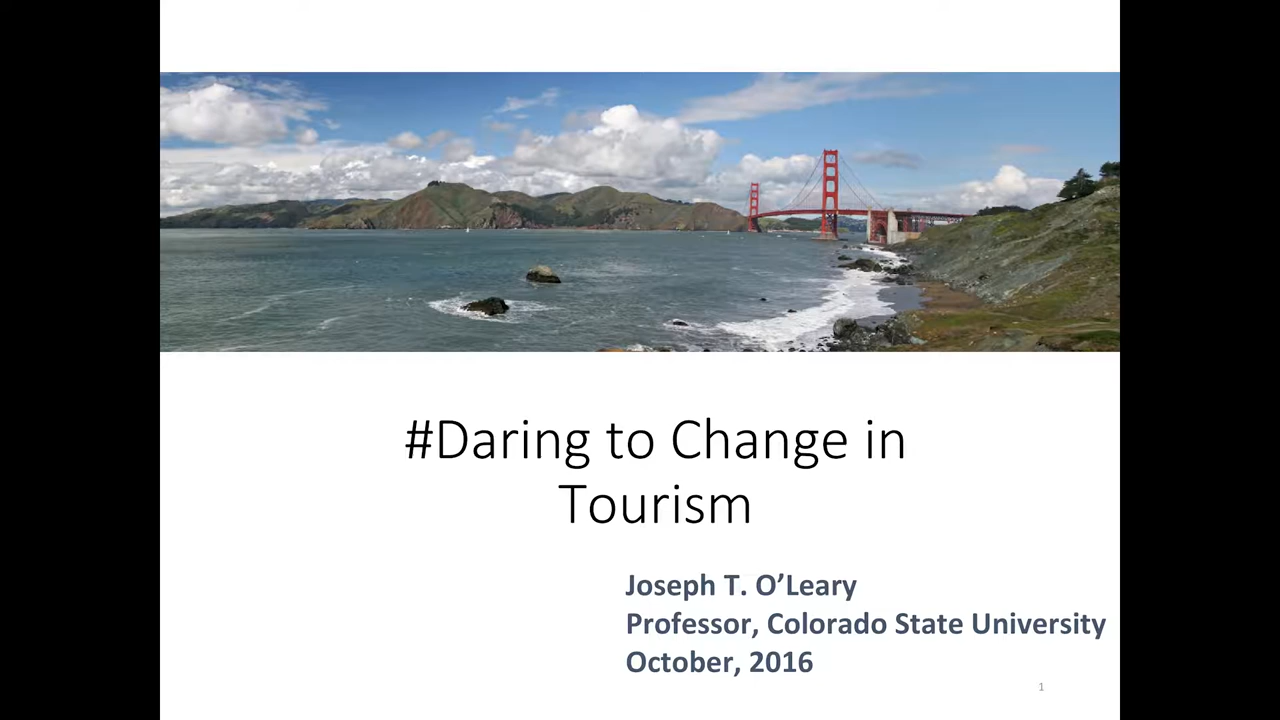 #Daring to Change in
Tourism
Joseph T. O’Leary
Professor, Colorado State University
October, 2016
1